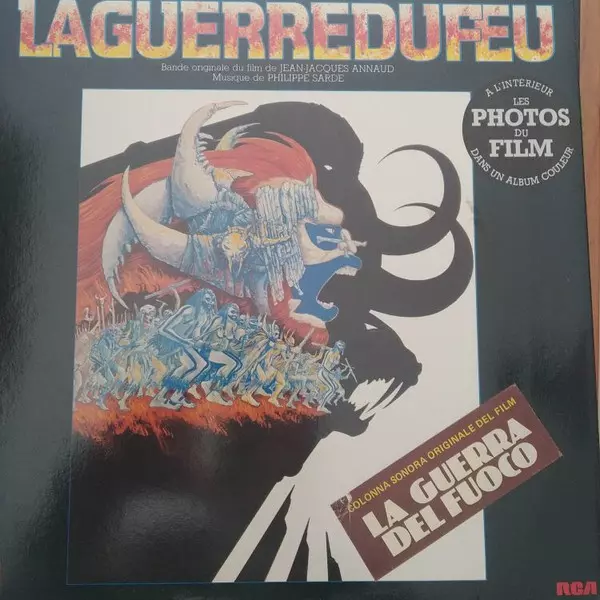 LAGUERREDUFEU
Bande originale du film de JEAN-JACQUES ANNAUD
Musique de PHILIPPE SARDE
A L'INTÉRIEUR
LES
PHOTOS
DU
FILM
DANS UN ALBUM COULEUR
COLONNA SONORA ORIGINALE DEL FILM
LA GUERRA
DEL FUOCO
RCA